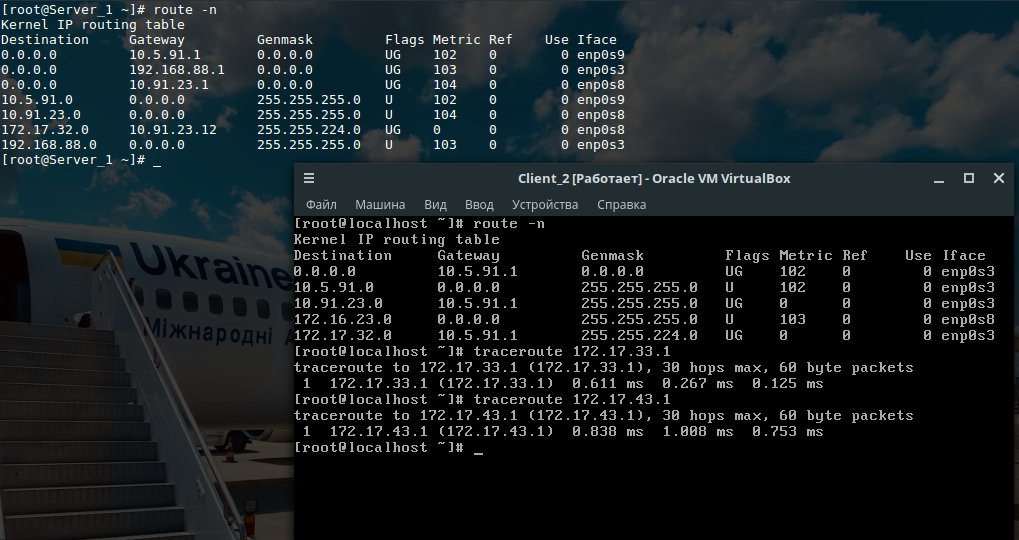 [root@Server_1 ~]# route -n
Kernel IP routing table
Destination     Gateway         Genmask         Flags Metric Ref    Use Iface
0.0.0.0         10.5.91.1       0.0.0.0         UG    102    0        0 enp0s9
0.0.0.0         192.168.88.1    0.0.0.0         UG    103    0        0 enp0s3
0.0.0.0         10.91.23.1      0.0.0.0         UG    104    0        0 enp0s8
10.5.91.0       0.0.0.0         255.255.255.0   U     102    0        0 enp0s9
10.91.23.0      0.0.0.0         255.255.255.0   U     104    0        0 enp0s8
172.17.32.0     10.91.23.12     255.255.224.0   UG    0      0        0 enp0s8
192.168.88.0    0.0.0.0         255.255.255.0   U     103    0        0 enp0s3
[root@Server_1 ~]# _
Client_2 [Работает] - Oracle VM VirtualBox
Файл Машина Вид Ввод Устройства Справка
[root@localhost ~]# route -n
Kernel IP routing table
Destination     Gateway         Genmask         Flags Metric Ref    Use Iface
0.0.0.0         10.5.91.1       0.0.0.0         UG    102    0        0 enp0s3
10.5.91.0       0.0.0.0         255.255.255.0   U     102    0        0 enp0s3
10.91.23.0      10.5.91.1       255.255.255.0   UG    0      0        0 enp0s3
172.16.23.0     0.0.0.0         255.255.255.0   U     103    0        0 enp0s8
172.17.32.0     10.5.91.1       255.255.224.0   UG    0      0        0 enp0s3
[root@localhost ~]# traceroute 172.17.33.1
traceroute to 172.17.33.1 (172.17.33.1), 30 hops max, 60 byte packets
 1  172.17.33.1 (172.17.33.1)  0.611 ms  0.267 ms  0.125 ms
[root@localhost ~]# traceroute 172.17.43.1
traceroute to 172.17.43.1 (172.17.43.1), 30 hops max, 60 byte packets
 1  172.17.43.1 (172.17.43.1)  0.838 ms  1.008 ms  0.753 ms
[root@localhost ~]# _
Ukraine
Міжнародні